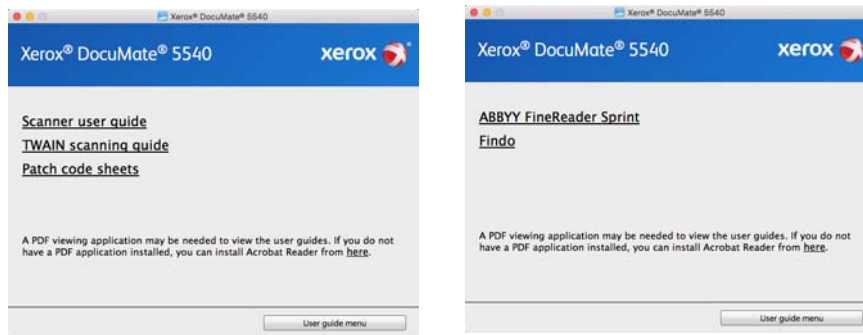 Xerox® DocuMate® 5540
Xerox® DocuMate® 5540
xerox
Scanner user guide
TWAIN scanning guide
Patch code sheets
A PDF viewing application may be needed to view the user guides. If you do not
have a PDF application installed, you can install Acrobat Reader from here.
User guide menu
Xerox® DocuMate® 5540
Xerox® DocuMate® 5540
xerox
ABBYY FineReader Sprint
Findo
A PDF viewing application may be needed to view the user guides. If you do not
have a PDF application installed, you can install Acrobat Reader from here.
User guide menu